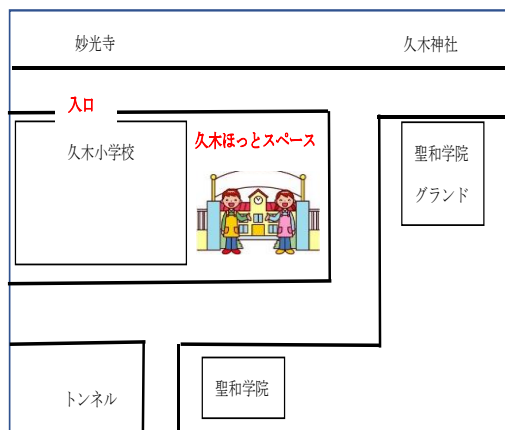 妙光寺
久木神社
入口
久木小学校
久木ほっとスペース
聖和学院
グランド
トンネル
聖和学院